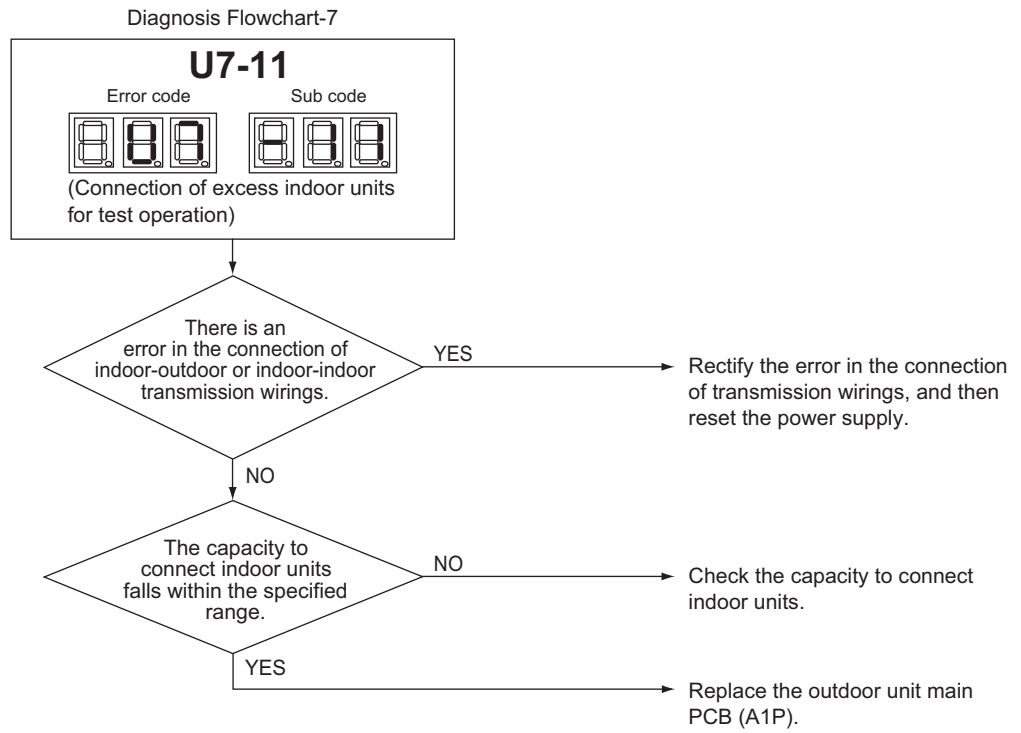 Diagnosis Flowchart-7
U7-11
Error code
Sub code
U7
-11
(Connection of excess indoor units
for test operation)
There is an
error in the connection of
indoor-outdoor or indoor-indoor
transmission wirings.
YES
Rectify the error in the connection
of transmission wirings, and then
reset the power supply.
NO
The capacity to
connect indoor units
falls within the specified
range.
NO
Check the capacity to connect
indoor units.
YES
Replace the outdoor unit main
PCB (A1P).